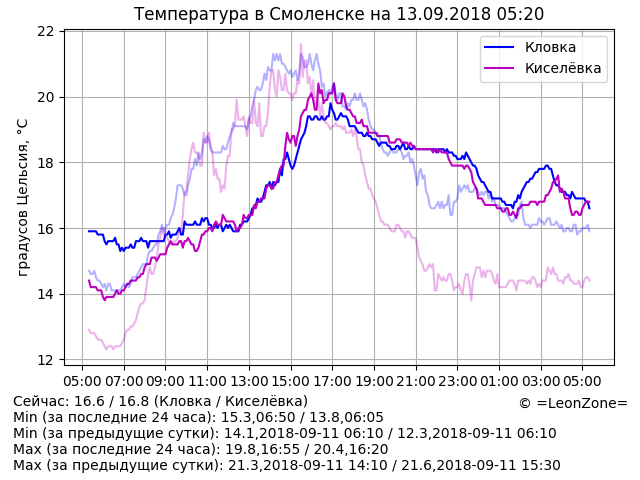 Температура в Смоленске на 13.09.2018 05:20
22
20
18
16
14
12
градусов Цельсия, °C
Кловка
Киселёвка
05:00 07:00 09:00 11:00 13:00 15:00 17:00 19:00 21:00 23:00 01:00 03:00 05:00
Сейчас: 16.6 / 16.8 (Кловка / Киселёвка)
© =LeonZone=
Min (за последние 24 часа): 15.3,06:50 / 13.8,06:05
Min (за предыдущие сутки): 14.1,2018-09-11 06:10 / 12.3,2018-09-11 06:10
Max (за последние 24 часа): 19.8,16:55 / 20.4,16:20
Max (за предыдущие сутки): 21.3,2018-09-11 14:10 / 21.6,2018-09-11 15:30